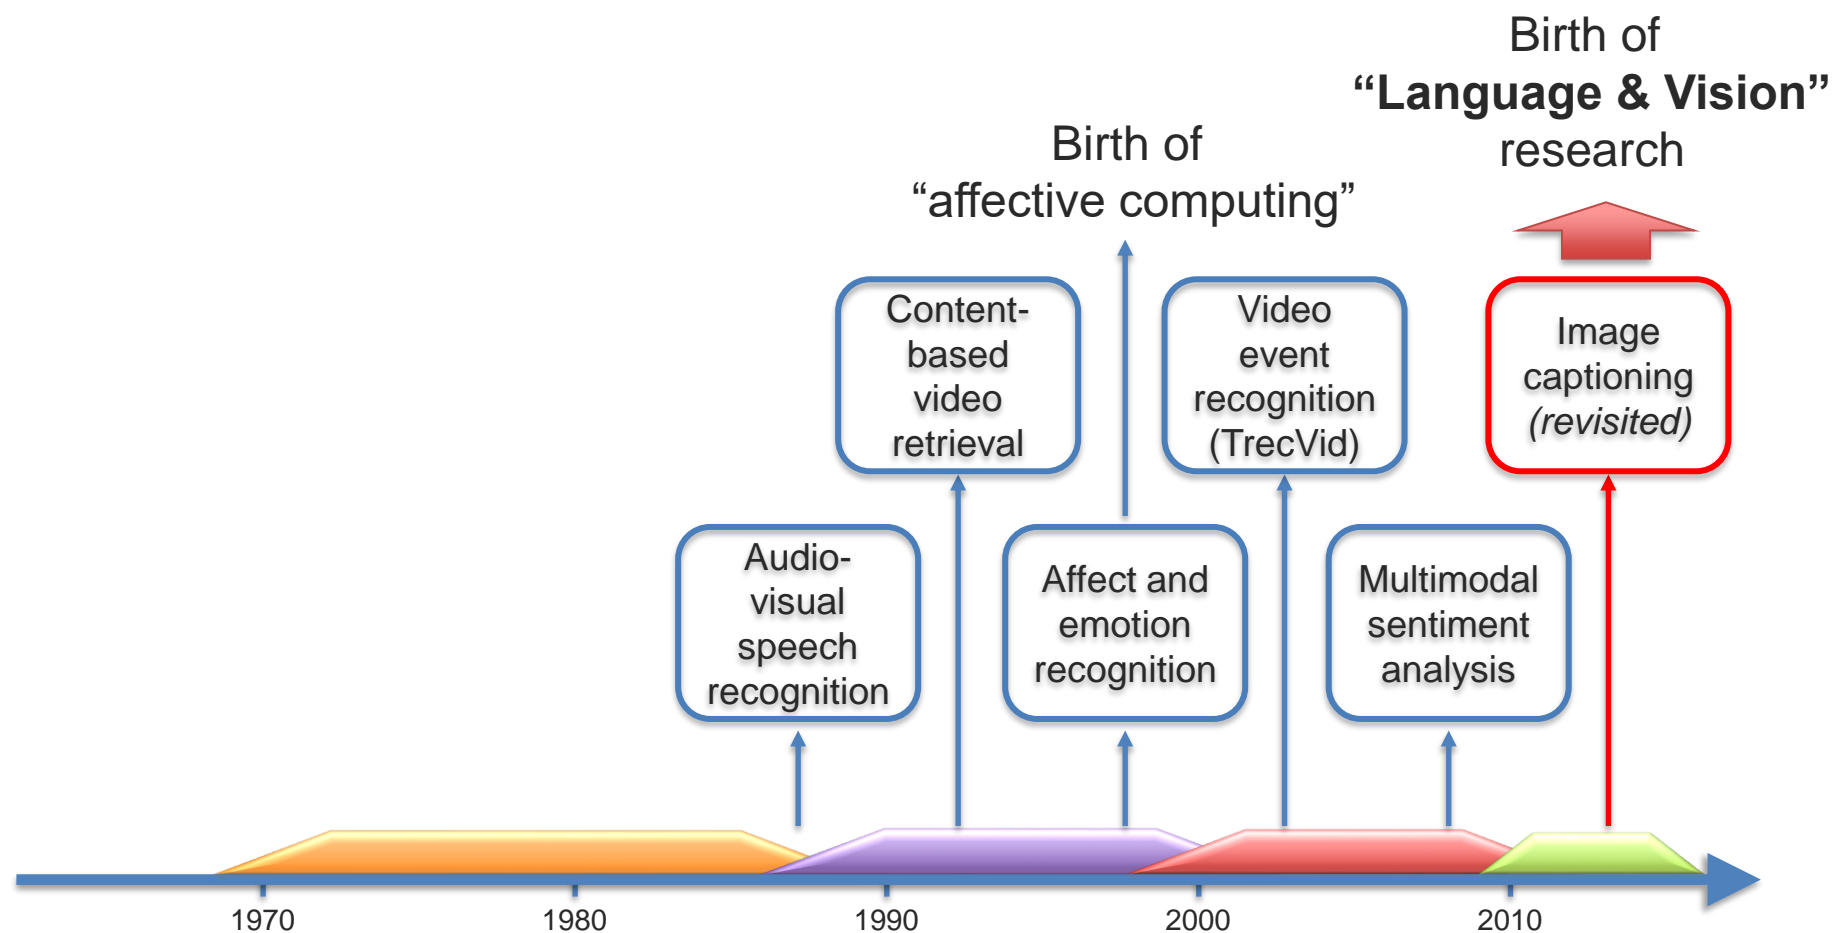 Birth of
“Language & Vision”
research
Birth of
“affective computing”
Content-
based
video
retrieval
Video
event
recognition
(TrecVid)
Image
captioning
(revisited)
Audio-
visual
speech
recognition
Affect and
emotion
recognition
Multimodal
sentiment
analysis
1970
1980
1990
2000
2010